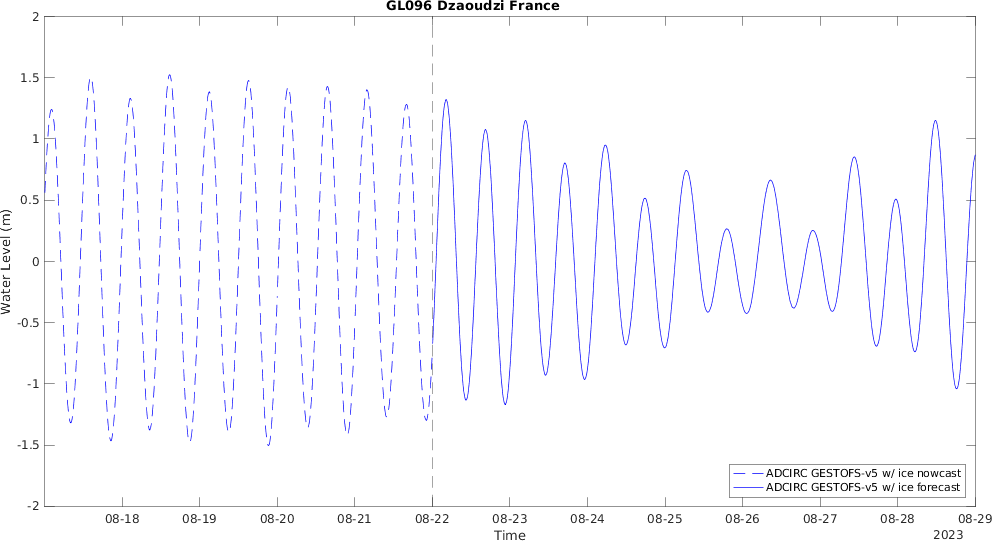 GL096 Dzaoudzi France
Water Level (m)
2
1.5
1
0.5
0
-0.5
-1
-1.5
-2
ADCIRC GESTOFS-v5 w/ ice nowcast
ADCIRC GESTOFS-v5 w/ ice forecast
08-18 08-19 08-20 08-21 08-22 08-23 08-24 08-25 08-26 08-27 08-28 08-29
Time
2023